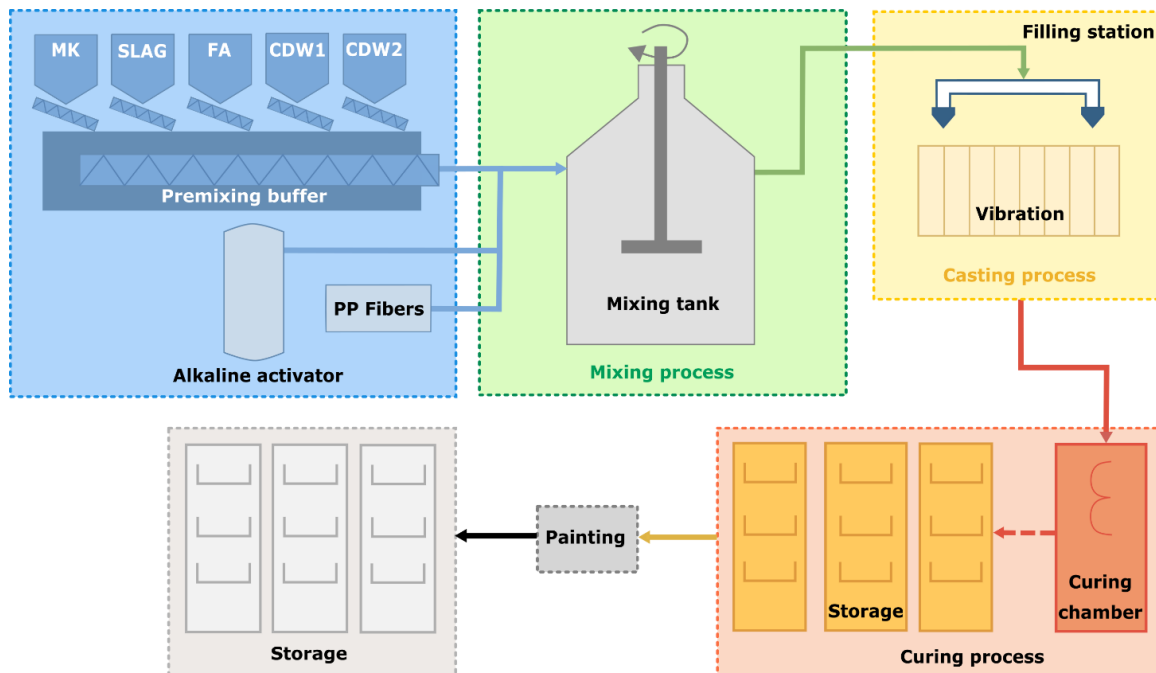 MK
SLAG
FA
CDW1
CDW2
Premixing buffer
PP Fibers
Alkaline activator
Mixing tank
Mixing process
Filling station
Vibration
Casting process
Storage
Painting
Storage
Curing
chamber
Curing process